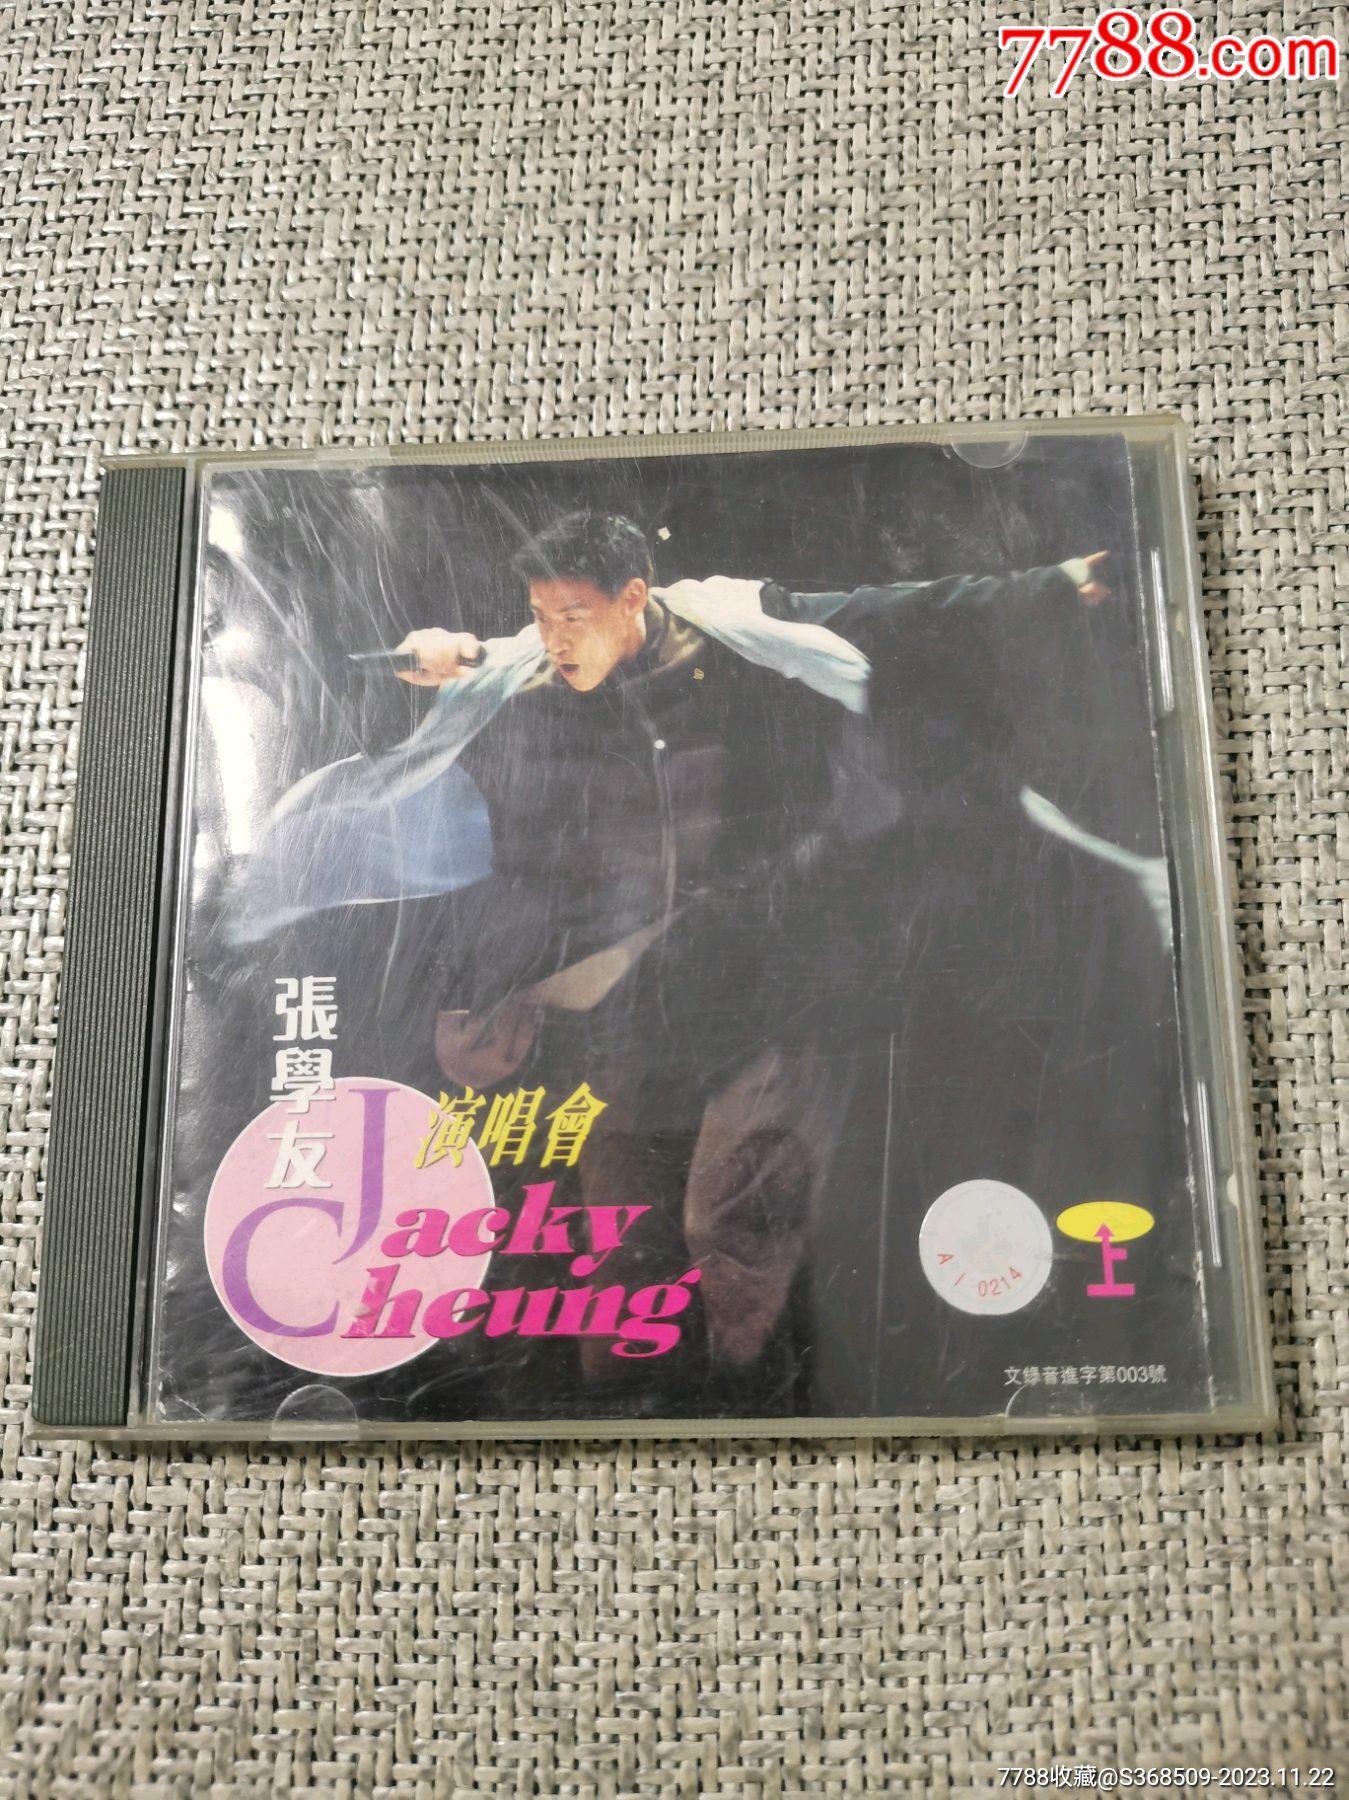 7788.com
張學友
演唱會
Jacky
Cheung
A I 0214
上
文錄音進字第003號
7788收藏@S368509-2023.11.22